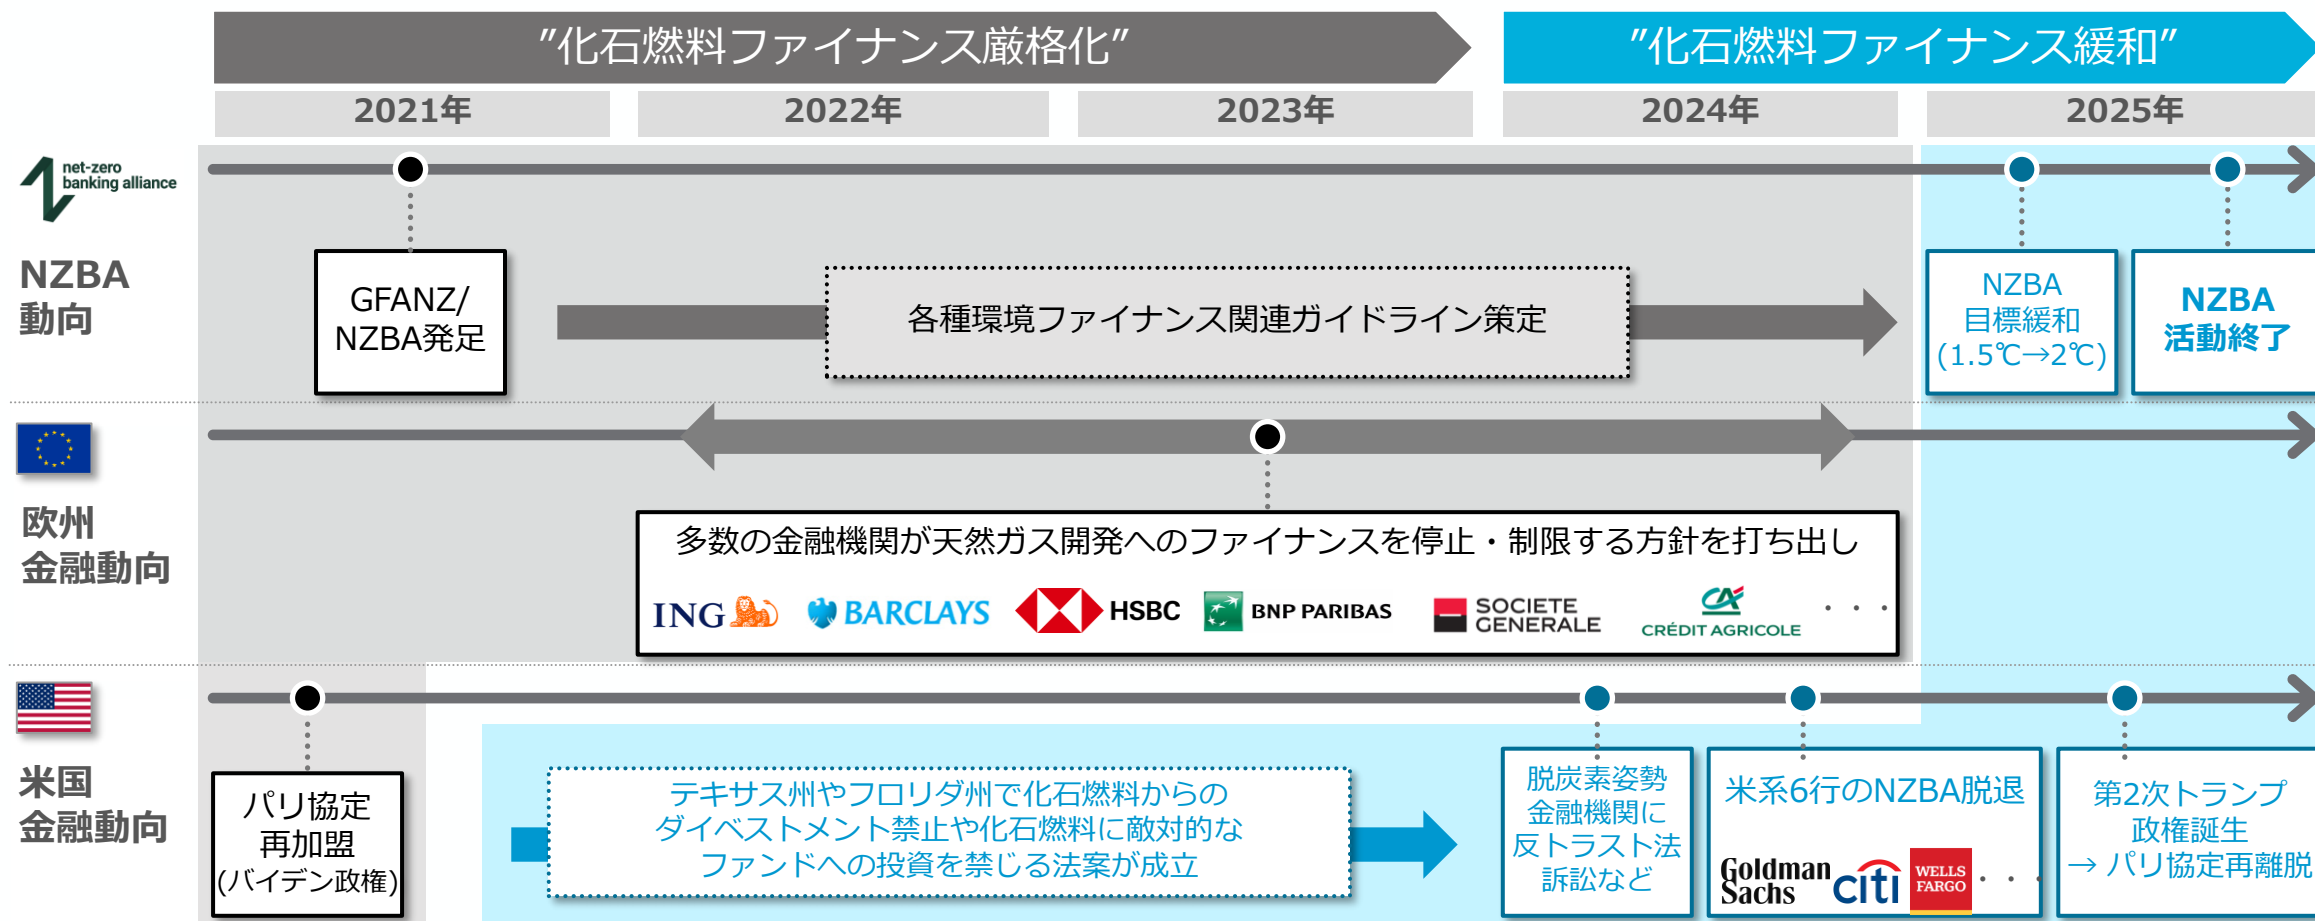 ”化石燃料ファイナンス厳格化”
”化石燃料ファイナンス緩和”
2021年
2022年
2023年
2024年
2025年
net-zero
banking alliance
NZBA
動向
GFANZ/
NZBA発足
各種環境ファイナンス関連ガイドライン策定
NZBA
目標緩和
(1.5℃→2℃)
NZBA
活動終了
欧州
金融動向
多数の金融機関が天然ガス開発へのファイナンスを停止・制限する方針を打ち出し
ING
BARCLAYS
HSBC
BNP PARIBAS
SOCIETE
GENERALE
CRÉDIT AGRICOLE
・・・
米国
金融動向
パリ協定
再加盟
(バイデン政権)
テキサス州やフロリダ州で化石燃料からの
ダイベストメント禁止や化石燃料に敵対的な
ファンドへの投資を禁じる法案が成立
脱炭素姿勢
金融機関に
反トラスト法
訴訟など
米系6行のNZBA脱退
Goldman
Sachs
citi
WELLS
FARGO
・・・
第2次トランプ
政権誕生
→ パリ協定再離脱